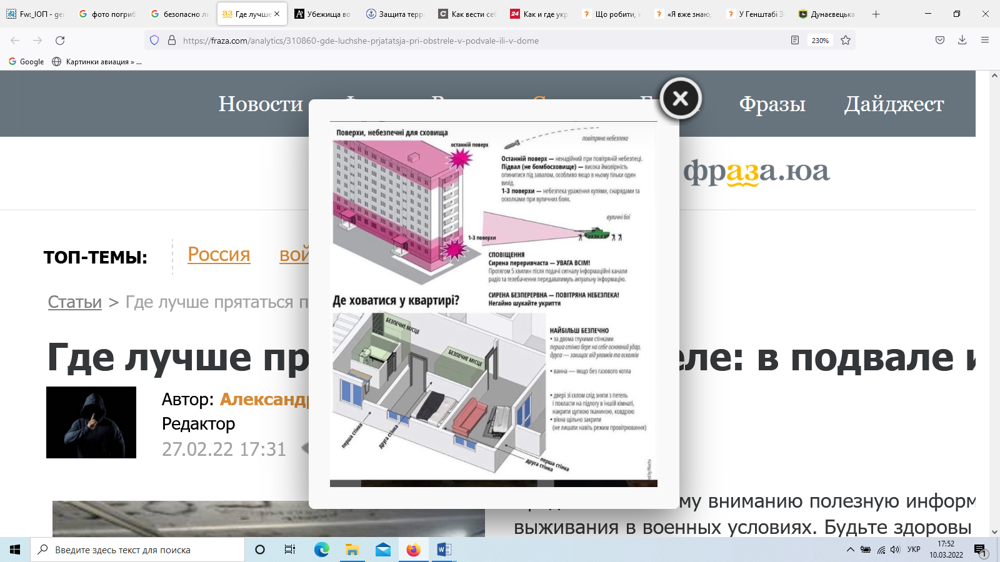 Fw:_ІОП - ger
фото погриб
безопасно ли
Где лучше
Убежища во
Защита терр
Как вести себ
Как и где укр
Що робити, к
«Я вже знаю,
У Генштабі З
Дунаєвецька
https://fraza.com/analytics/310860-gde-luchshe-prjatatsja-pri-obstrele-v-podvale-ili-v-dome
230%
Google
Картинки авиация » ...
Новости
Фразы
Дайджест
фраза.юа
ТОП-ТЕМЫ:
Россия
вой
Статьи > Где лучше прятаться п
Где лучше пр
еле: в подвале и
Автор: Александр
Редактор
27.02.22 17:31
му вниманию полезную информ
выживания в военных условиях. Будьте здоровы
Поверхи, небезпечні для сховища
останній поверх
повітряна небезпека
Останній поверх — ненадійний при повітряній небезпеці.
Підвал (не бомбосховище) — висока ймовірність
опинитися під завалом, особливо якщо в ньому тільки один
вихід.
1-3 поверхи — небезпека ураження кулями, снарядами та
осколками при вуличних боях.
вуличні бої
1-3 поверхи
СПОВІЩЕННЯ
Сирена переривчаста — УВАГА ВСІМ!
Протягом 5 хвилин після подачі сигналу інформаційні канали
радіо та телебачення передаватимуть актуальну інформацію.
СИРЕНА БЕЗПЕРЕРВНА — ПОВІТРЯНА НЕБЕЗПЕКА!
Негайно шукайте укриття
Де ховатися у квартирі?
БЕЗПЕЧНЕ МІСЦЕ
БЕЗПЕЧНЕ МІСЦЕ
НАЙБІЛЬШ БЕЗПЕЧНО
• за двома глухими стінками
перша стінка бере на себе основний удар,
друга — захищає від уламків та осколків
• ванна — якщо без газового котла
• двері зі склом слід зняти з петель
і покласти на підлогу в іншій кімнаті,
накрити цупкою тканиною, ковдрою
• вікна щільно закрити
(не лишати навіть режим провітрювання)
перша стінка
друга стінка
перша стінка
друга стінка
Введите здесь текст для поиска
УКР
17:52
10.03.2022
1